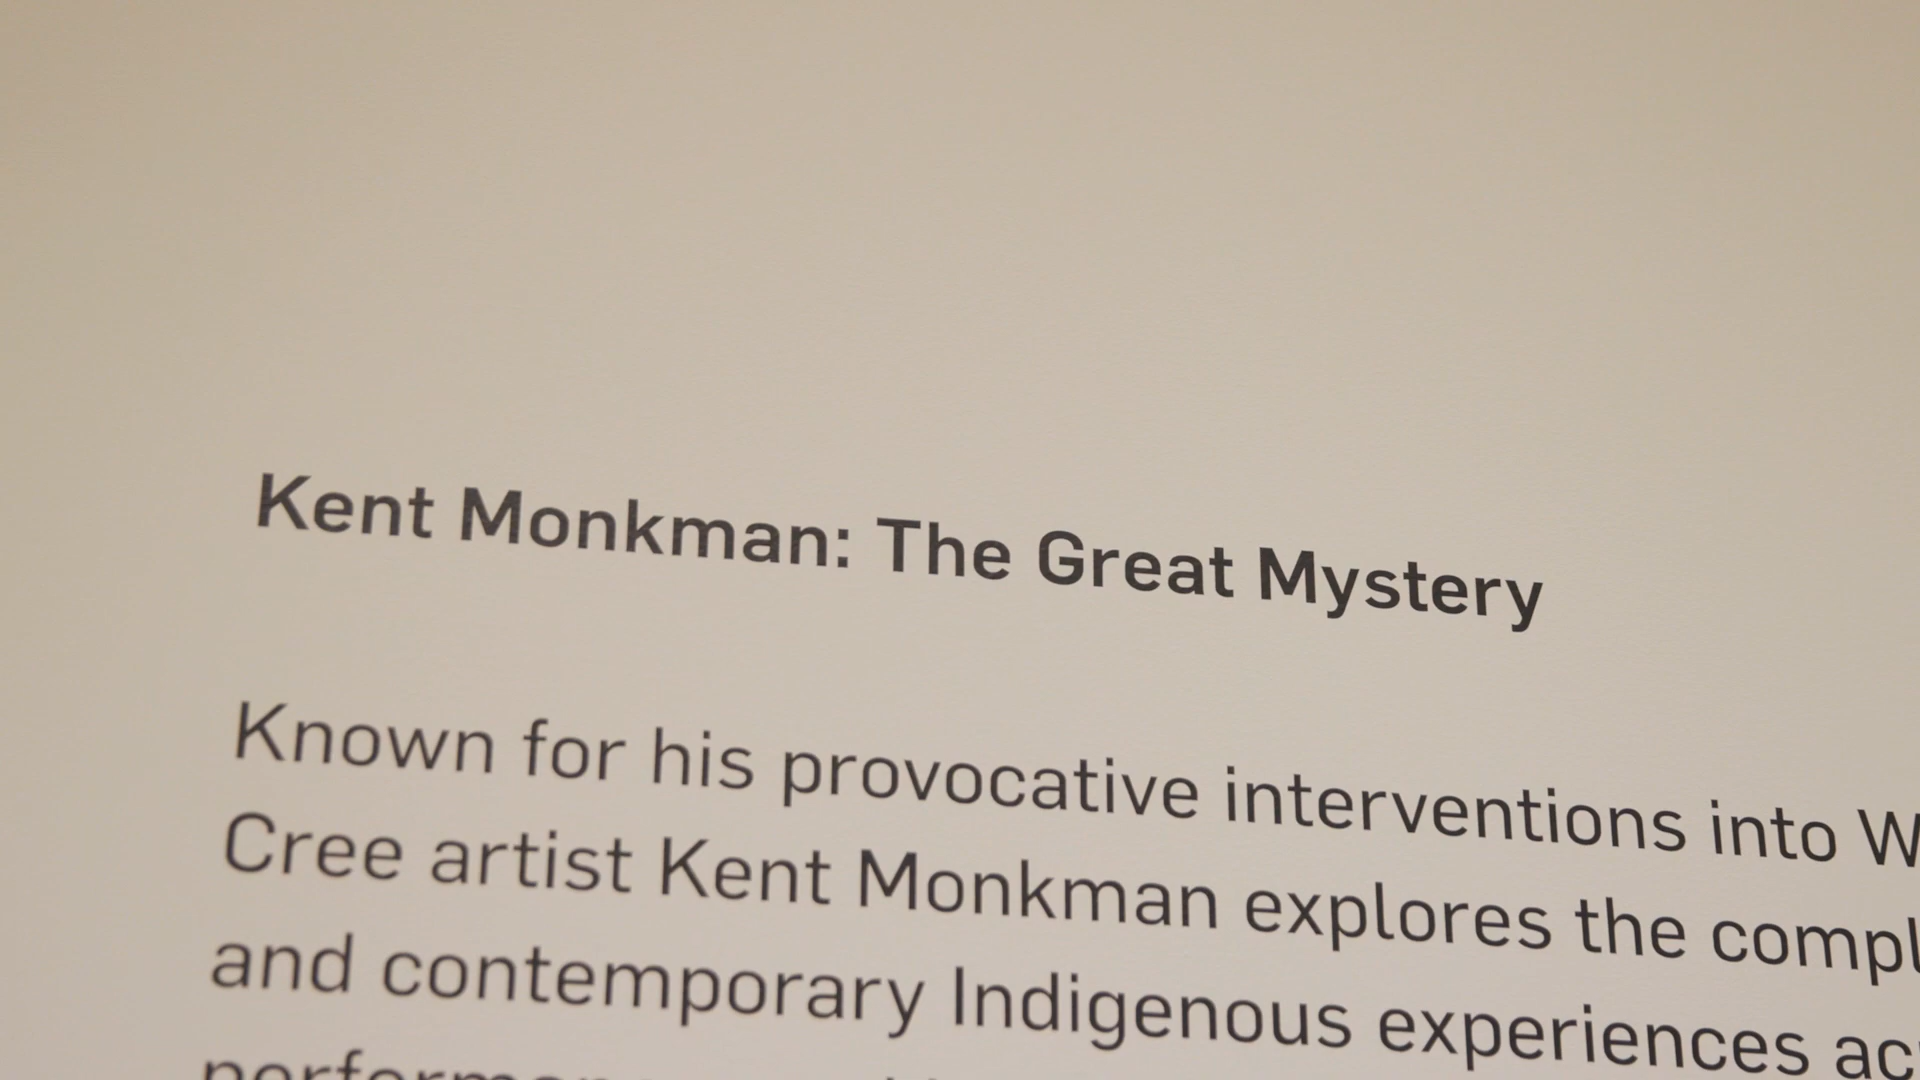 Kent Monkman: The Great Mystery
Known for his provocative interventions into
Cree artist Kent Monkman explores the
and contemporary Indigenous experiences